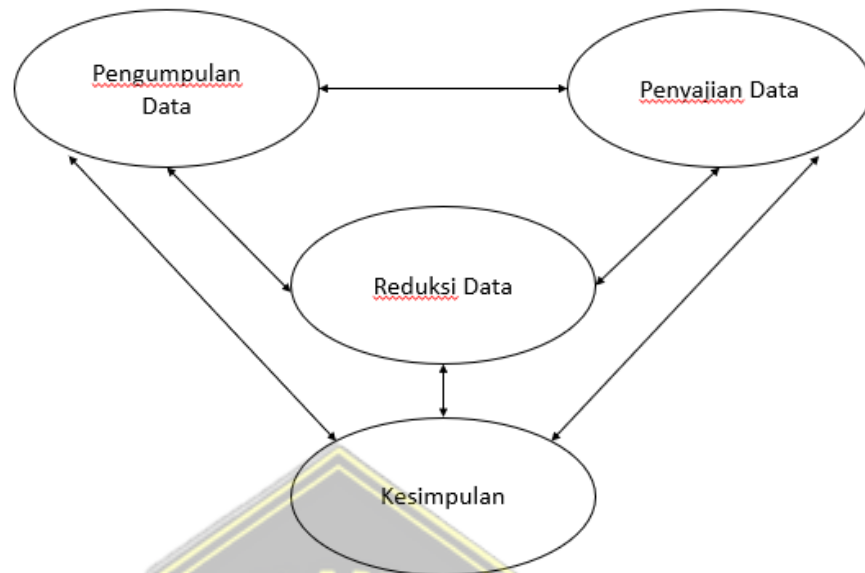 Pengumpulan
Data
Penyajian Data
Reduksi Data
Kesimpulan